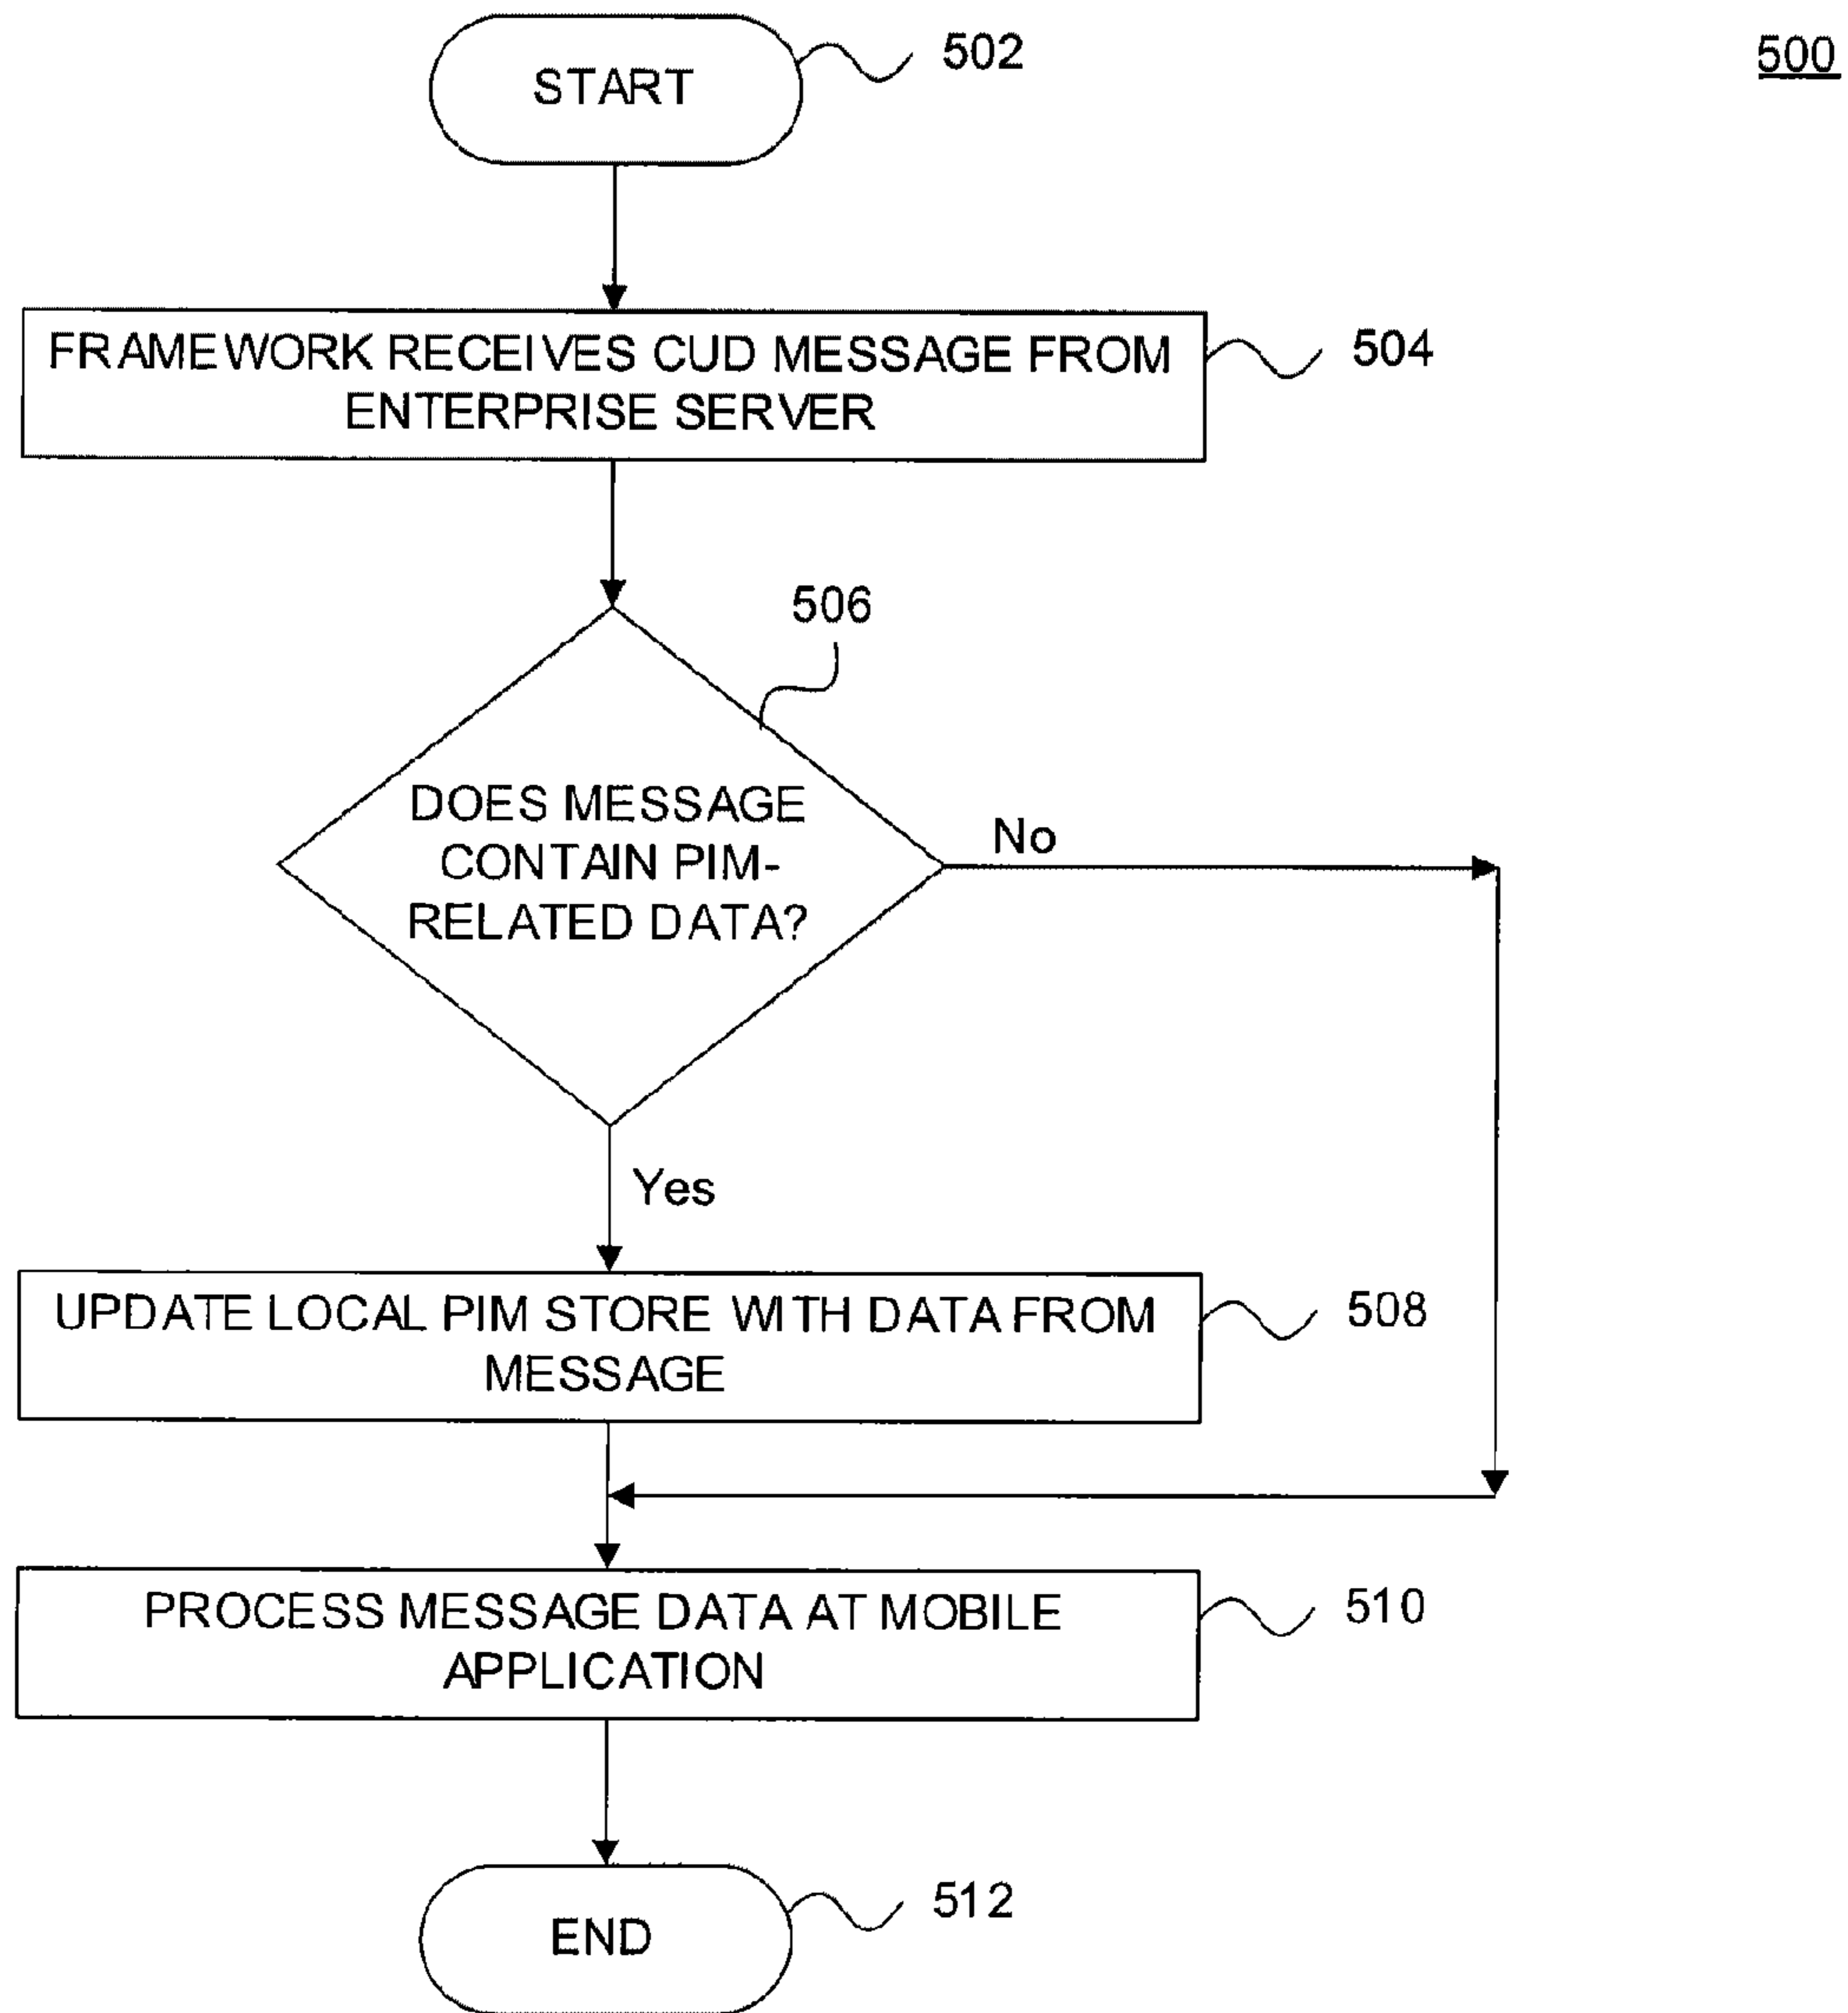 500
START
502
FRAMEWORK RECEIVES CUD MESSAGE FROM
ENTERPRISE SERVER
504
506
DOES MESSAGE
CONTAIN PIM-
RELATED DATA?
No
Yes
UPDATE LOCAL PIM STORE WITH DATA FROM
MESSAGE
508
PROCESS MESSAGE DATA AT MOBILE
APPLICATION
510
END
512